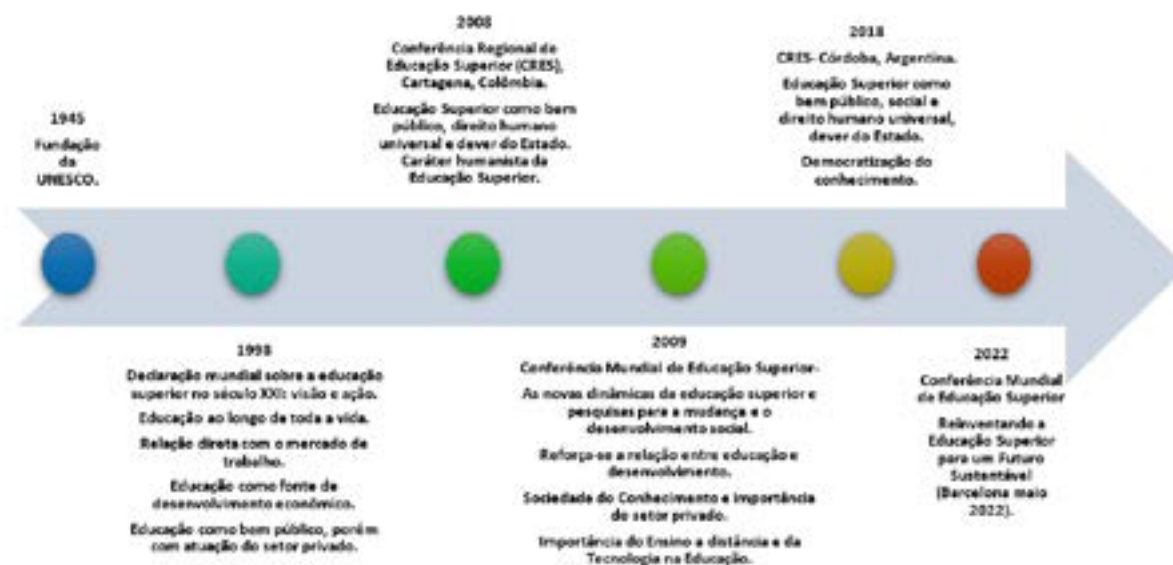 1945
Fundação
da
UNESCO.
1998
Declaração mundial sobre a educação
superior no século XXI: visão e ação.
Educação ao longo de toda a vida.
Relação direta com o mercado de
trabalho.
Educação como fonte de
desenvolvimento econômico.
Educação como bem público, porém
com atuação do setor privado.
2008
Conferência Regional de
Educação Superior (CRES),
Cartagena, Colômbia.
Educação Superior como bem
público, direito humano
universal e dever do Estado.
Caráter humanista da
Educação Superior.
2009
Conferência Mundial de Educação Superior-
As novas dinâmicas da educação superior e
pesquisas para a mudança e o
desenvolvimento social.
Reforça-se a relação entre educação e
desenvolvimento.
Sociedade do Conhecimento e importância
do setor privado.
Importância do Ensino a distância e da
Tecnologia na Educação.
2018
CRES- Córdoba, Argentina.
Educação Superior como
bem público, social e
direito humano universal,
dever do Estado.
Democratização do
conhecimento.
2022
Conferência Mundial
de Educação Superior
Reinventando a
Educação Superior
para um Futuro
Sustentável
(Barcelona maio
2022).